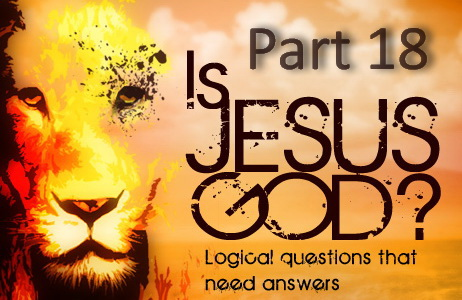 Part 18
Is
JESUS
GOD?
Logical questions that
need answers